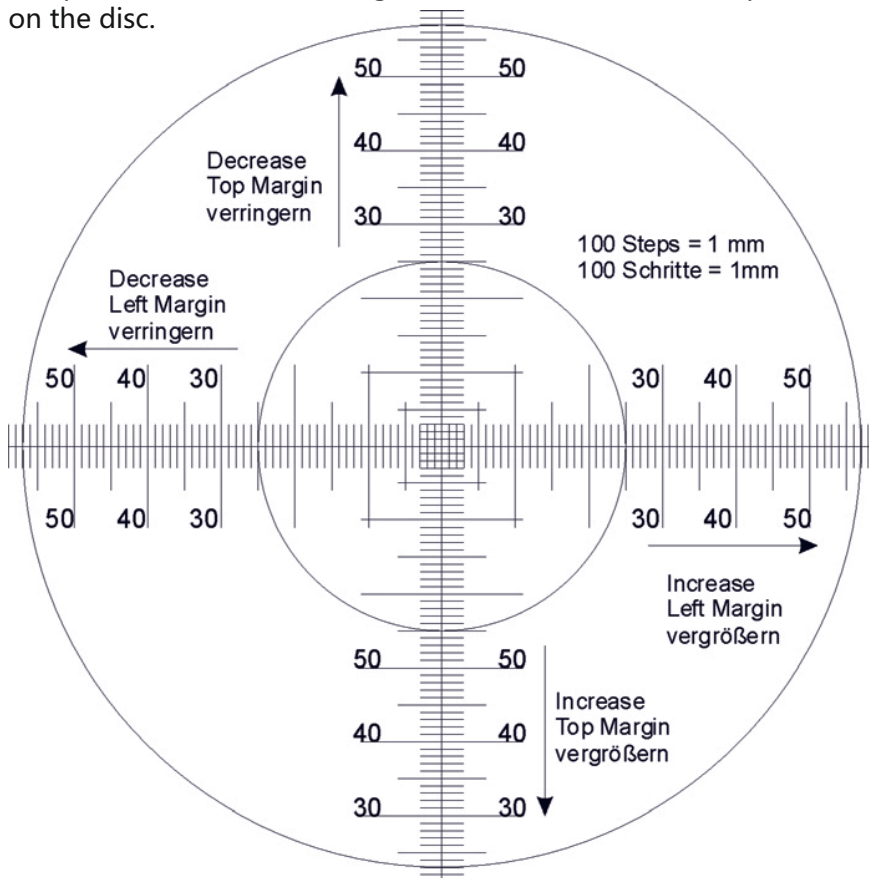 on the disc.
50 50
40 40
30 30
Decrease
Top Margin
verringern
100 Steps = 1 mm
100 Schritte = 1mm
Decrease
Left Margin
verringern
50 40 30 30 40 50
50 40 30 30 40 50
Increase
Left Margin
vergrößern
50 50
40 40
30 30
Increase
Top Margin
vergrößern